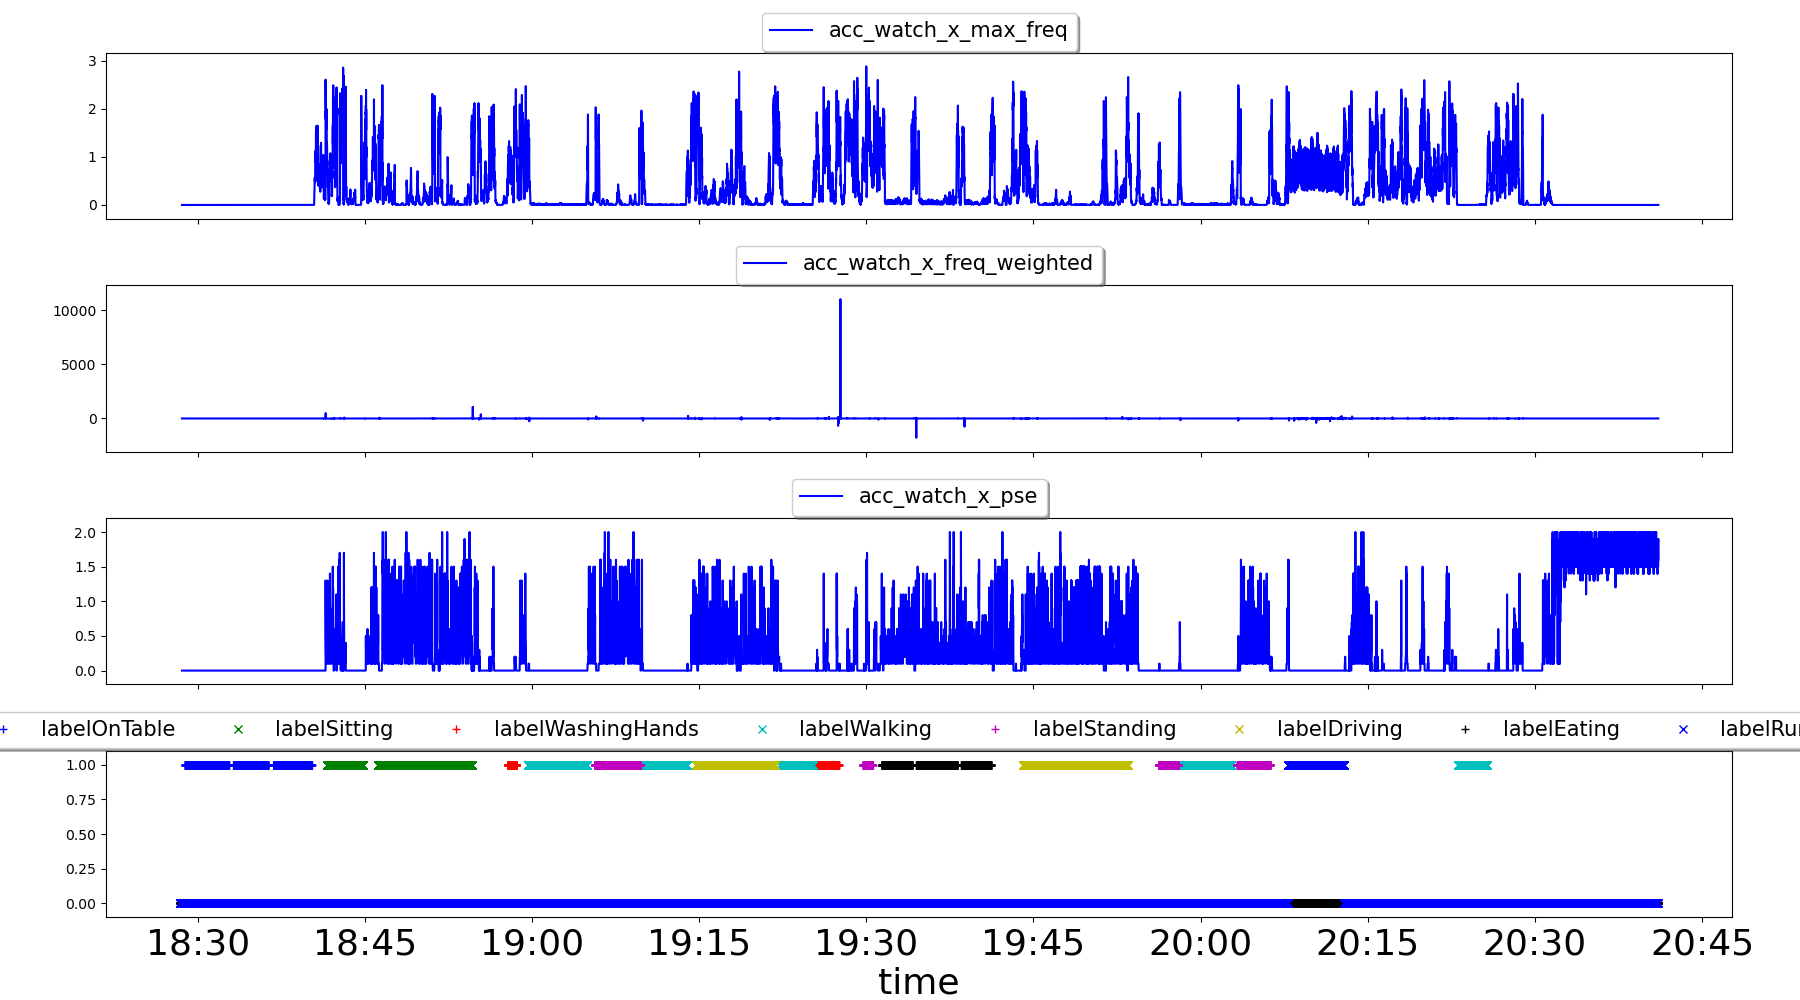 acc_watch_x_max_freq
3
2
1
0
acc_watch_x_freq_weighted
10000
5000
0
acc_watch_x_pse
2.0
1.5
1.0
0.5
0.0
labelOnTable labelSitting labelWashingHands labelWalking labelStanding labelDriving labelEating labelRu
1.00
0.75
0.50
0.25
0.00
18:30 18:45 19:00 19:15 19:30 19:45 20:00 20:15 20:30 20:45
time